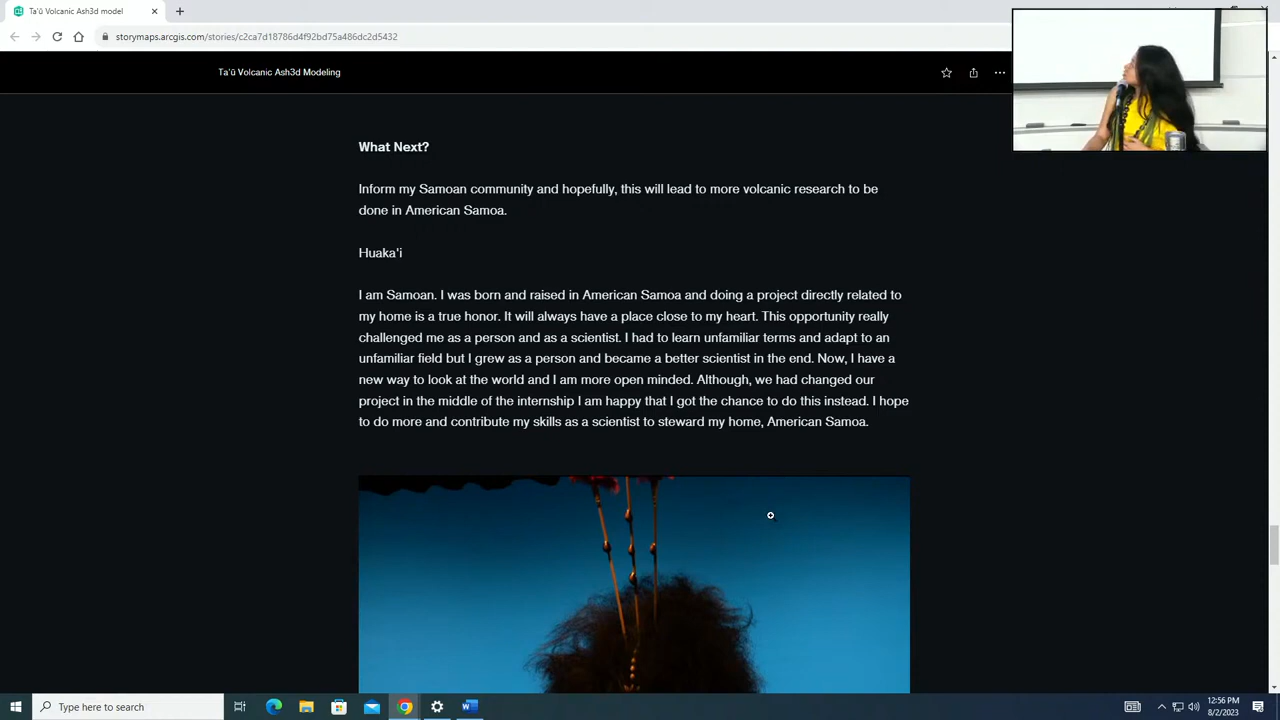 Ta'ū Volcanic Ash3d model
storymaps.arcgis.com/stories/c2ca7d18786d4f92bd75a486dc2d5432
Ta'ū Volcanic Ash3d Modeling
What Next?
Inform my Samoan community and hopefully, this will lead to more volcanic research to be
done in American Samoa.
Huaka'i
I am Samoan. I was born and raised in American Samoa and doing a project directly related to
my home is a true honor. It will always have a place close to my heart. This opportunity really
challenged me as a person and as a scientist. I had to learn unfamiliar terms and adapt to an
unfamiliar field but I grew as a person and became a better scientist in the end. Now, I have a
new way to look at the world and I am more open minded. Although, we had changed our
project in the middle of the internship I am happy that I got the chance to do this instead. I hope
to do more and contribute my skills as a scientist to steward my home, American Samoa.
Type here to search
12:56 PM
8/2/2023